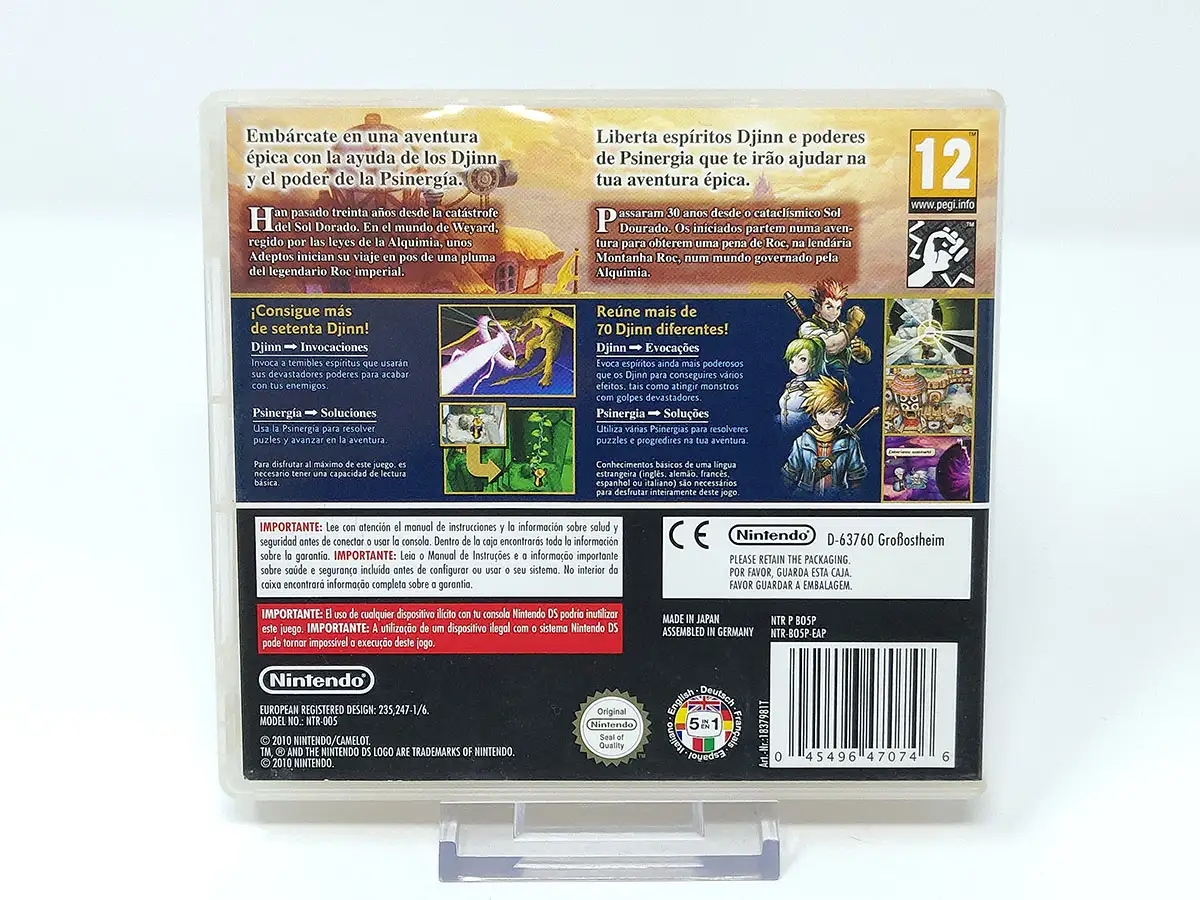 Embárcate en una aventura
épica con la ayuda de los Djinn
y el poder de la Psinergía.
Han pasado treinta años desde la catástrofe
del Sol Dorado. En el mundo de Weyard,
regido por las leyes de la Alquimia, unos
Adeptos inician su viaje en pos de una pluma
del legendario Roc imperial.
Liberta espíritos Djinn e poderes
de Psinergia que te irão ajudar na
tua aventura épica.
Passaram 30 anos desde o cataclísmico Sol
Dourado. Os iniciados partem numa aven-
tura para obterem uma pena de Roc, na lendária
Montanha Roc, num mundo governado pela
Alquimia.
12
™
www.pegi.info
™
¡Consigue más
de setenta Djinn!
Djinn ➞ Invocaciones
Invoca a temibles espíritus que usarán
sus devastadores poderes para acabar
con tus enemigos.
Psinergía ➞ Soluciones
Usa la Psinergía para resolver
puzles y avanzar en la aventura.
Para disfrutar al máximo de este juego, es
necesario tener una capacidad de lectura
básica.
Reúne mais de
70 Djinn diferentes!
Djinn ➞ Evocações
Evoca espíritos ainda mais poderosos
que os Djinn para conseguires vários
efeitos, tais como atingir monstros
com golpes devastadores.
Psinergia ➞ Soluções
Utiliza várias Psinergias para resolveres
puzzles e progredires na tua aventura.
Conhecimentos básicos de uma língua
estrangeira (inglês, alemão, francês,
espanhol ou italiano) são necessários
para desfrutar inteiramente deste jogo.
IMPORTANTE: Lee con atención el manual de instrucciones y la información sobre salud y
seguridad antes de conectar o usar la consola. Dentro de la caja encontrarás toda la información
sobre la garantía. IMPORTANTE: Leia o Manual de Instruções e a informação importante
sobre saúde e segurança incluída antes de configurar ou usar o seu sistema. No interior da
caixa encontrará informação completa sobre a garantia.
IMPORTANTE: El uso de cualquier dispositivo ilícito con tu consola Nintendo DS podría inutilizar
este juego. IMPORTANTE: A utilização de um dispositivo ilegal com o sistema Nintendo DS
pode tornar impossível a execução deste jogo.
CE Nintendo® D-63760 Großostheim
PLEASE RETAIN THE PACKAGING.
POR FAVOR, GUARDA ESTA CAJA.
FAVOR GUARDAR A EMBALAGEM.
MADE IN JAPAN
ASSEMBLED IN GERMANY
NTR P BO5P
NTR-BO5P-EAP
Nintendo®
EUROPEAN REGISTERED DESIGN: 235,247-1/6.
MODEL NO.: NTR-005
© 2010 NINTENDO/CAMELOT.
TM, ® AND THE NINTENDO DS LOGO ARE TRADEMARKS OF NINTENDO.
© 2010 NINTENDO.
Original
Nintendo®
Seal of
Quality
™
English · Deutsch · Français · Español · Italiano ·
5 IN EN 1
Art.-Nr.: 1837981T
0 45496 47074 6